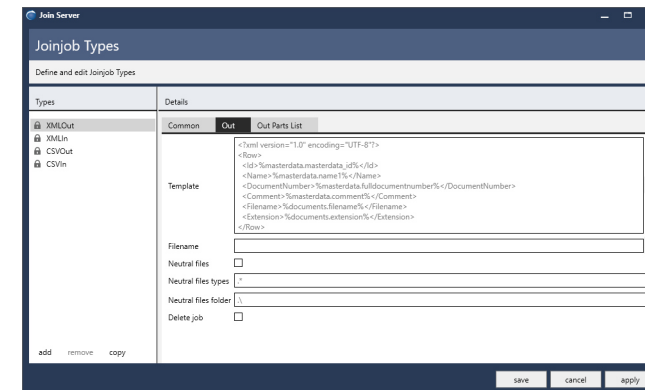 Join Server
Joinjob Types
Define and edit Joinjob Types
Types
Details
XMLOut
XMLIn
CSVOut
CSVIn
Common Out Out Parts List
Template
<?xml version="1.0" encoding="UTF-8"?>
<Row>
<Id>%masterdata.masterdata_id%</Id>
<Name>%masterdata.name1%</Name>
<DocumentNumber>%masterdata.fulldocumentnumber%</DocumentNumber>
<Comment>%masterdata.comment%</Comment>
<Filename>%documents.filename%</Filename>
<Extension>%documents.extension%</Extension>
</Row>
Filename
Neutral files
Neutral files types .*
Neutral files folder .\
Delete job
add remove copy
save cancel apply